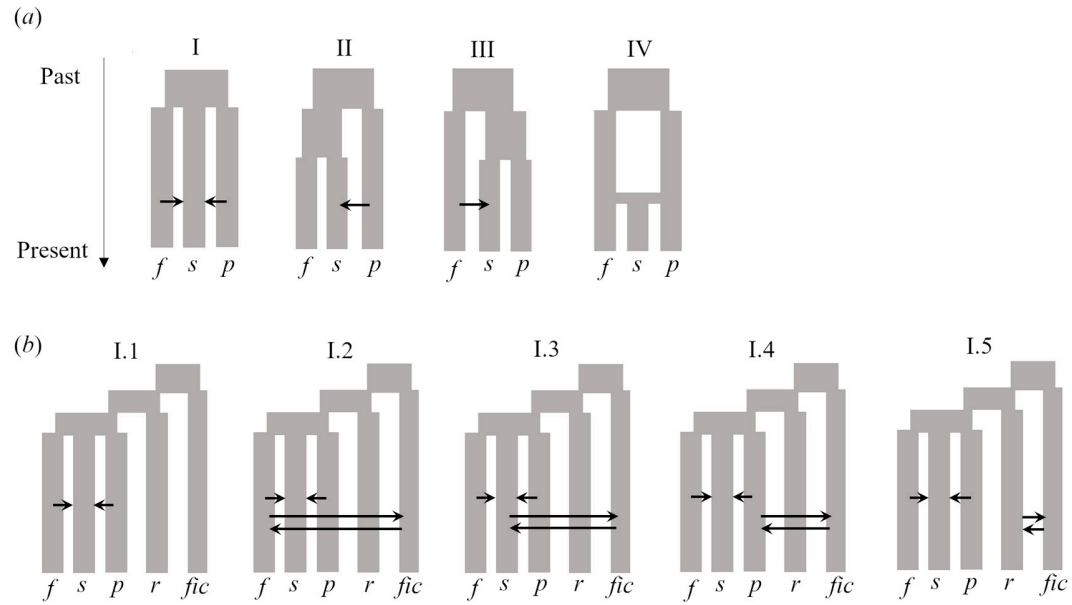 (a)
I II III IV
Past
Present
f s p f s p f s p f s p
(b)
I.1 I.2 I.3 I.4 I.5
f s p r fic f s p r fic f s p r fic f s p r fic f s p r fic